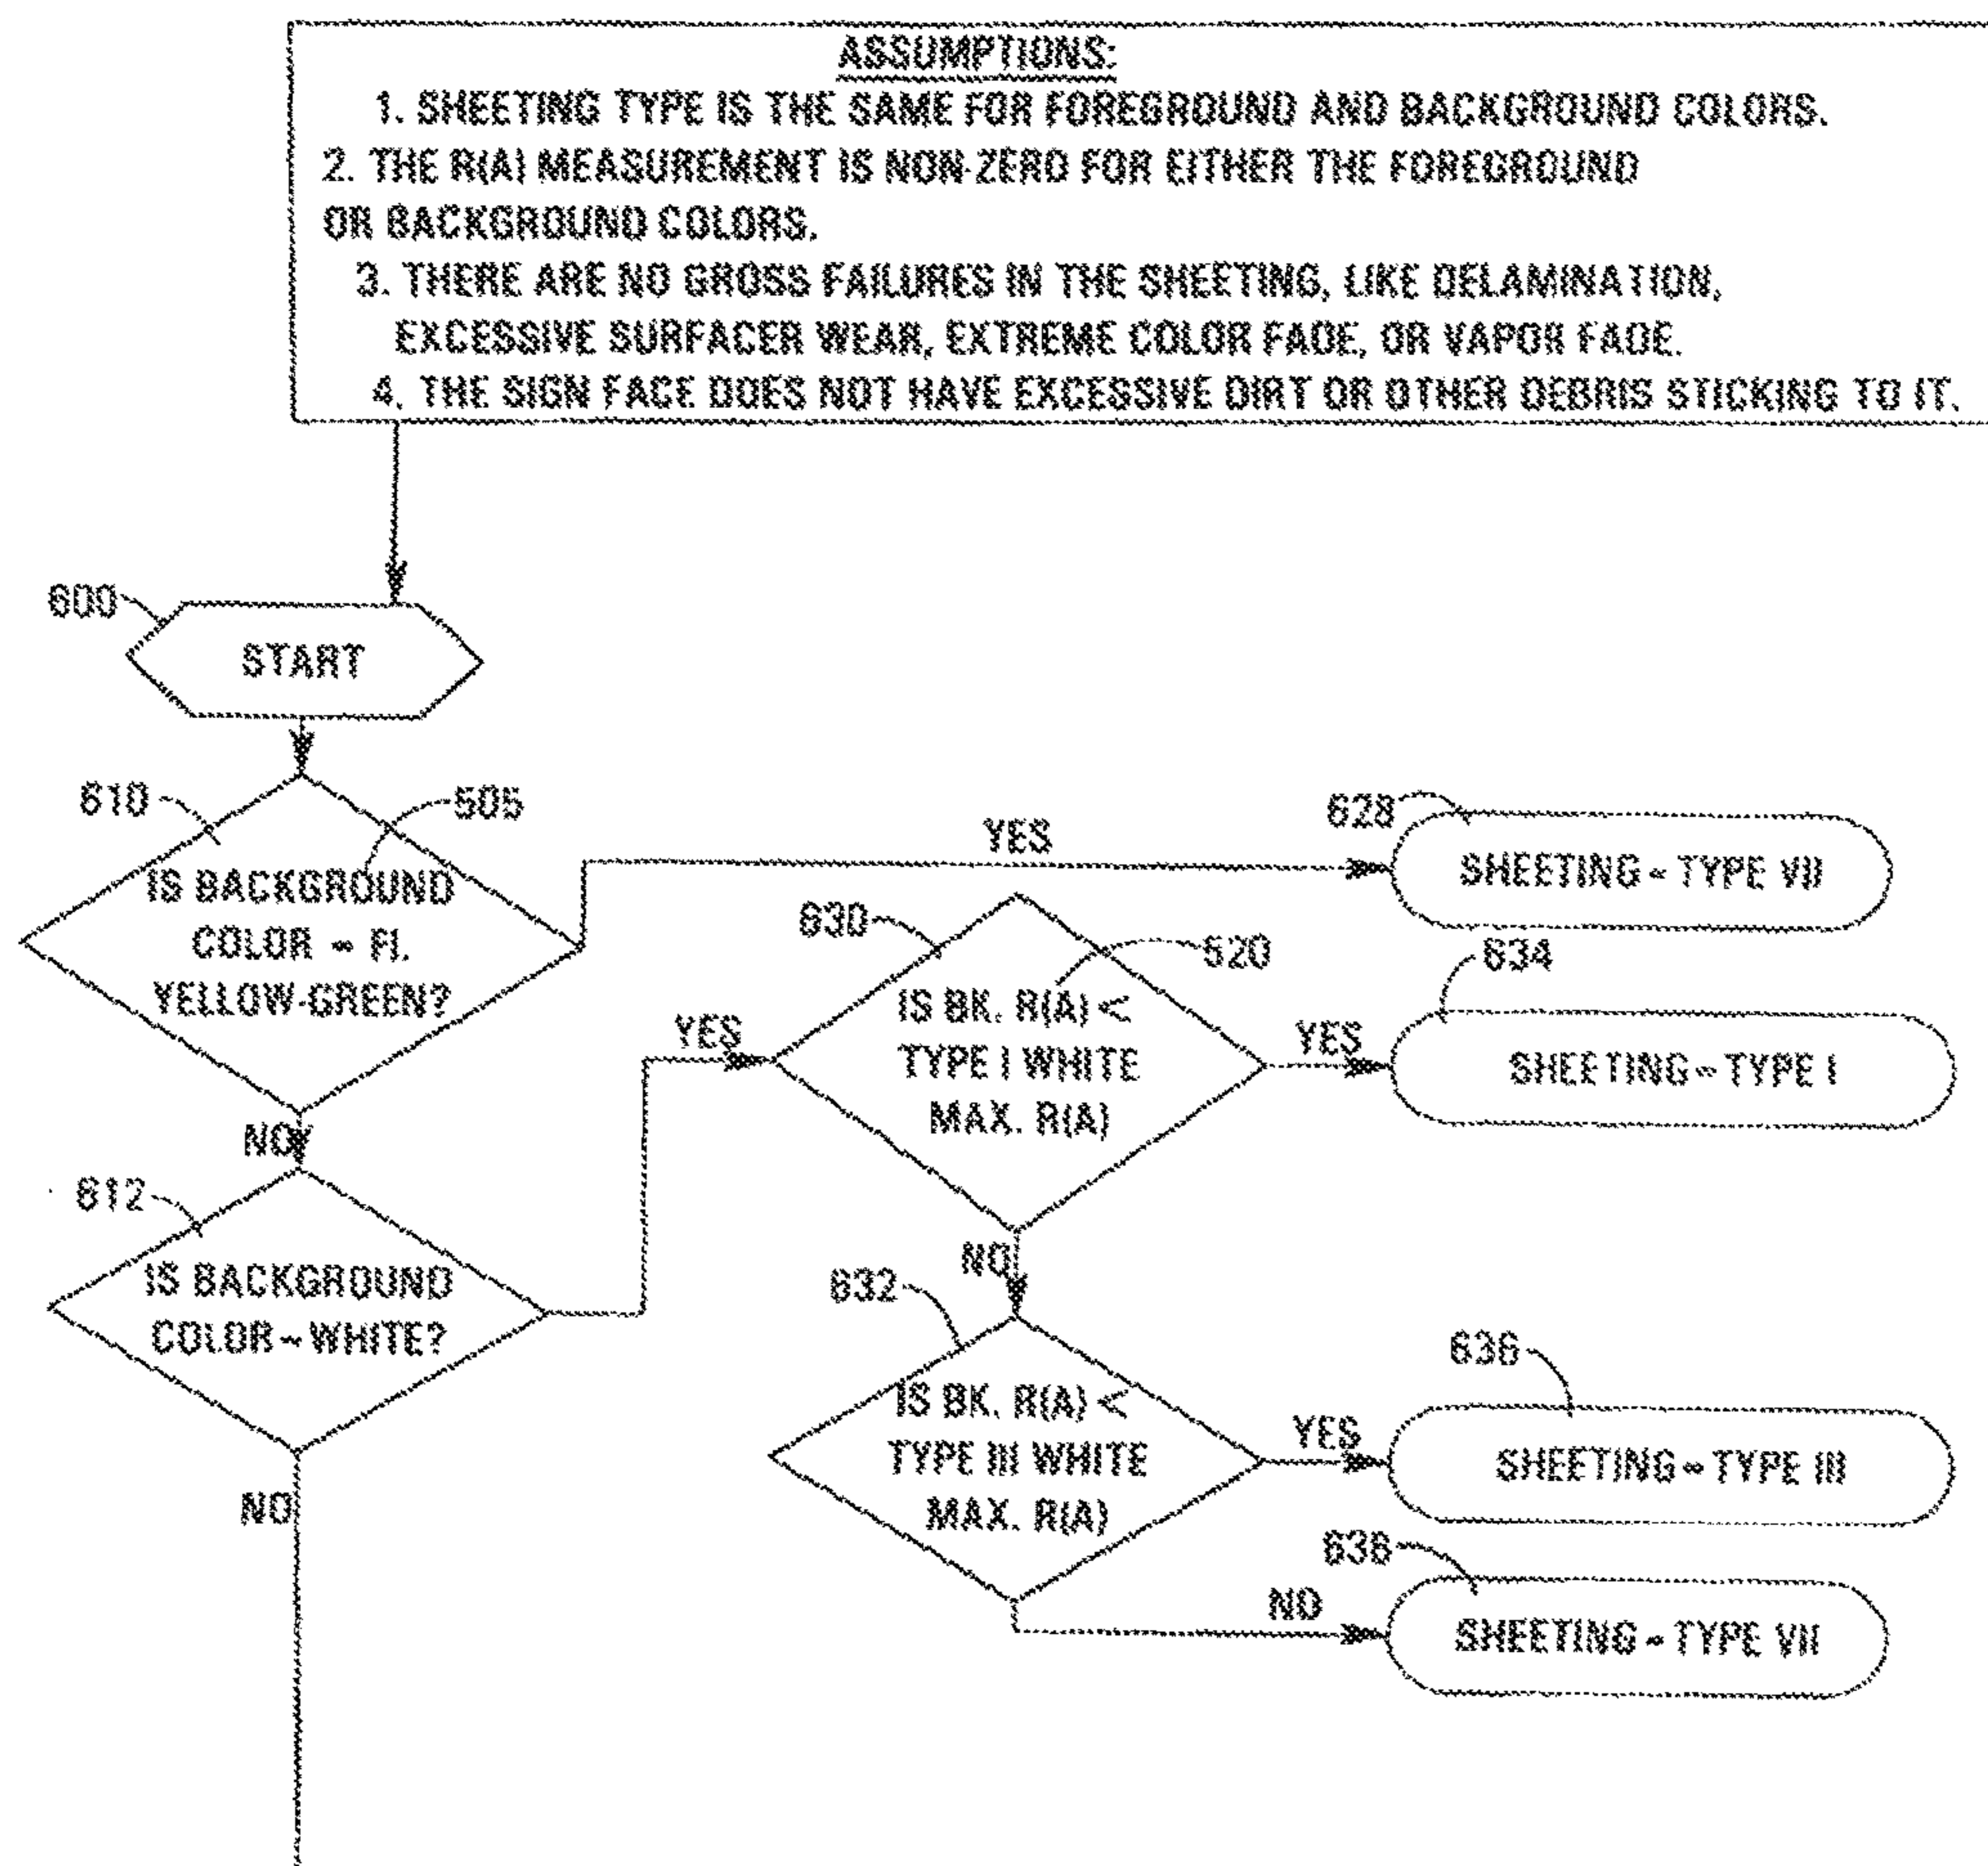 ASSUMPTIONS:
1. SHEETING TYPE IS THE SAME FOR FOREGROUND AND BACKGROUND COLORS.
2. THE R(A) MEASUREMENT IS NON-ZERO FOR EITHER THE FOREGROUND
OR BACKGROUND COLORS.
3. THERE ARE NO GROSS FAILURES IN THE SHEETING, LIKE DELAMINATION,
EXCESSIVE SURFACER WEAR, EXTREME COLOR FADE, OR VAPOR FADE.
4. THE SIGN FACE DOES NOT HAVE EXCESSIVE DIRT OR OTHER DEBRIS STICKING TO IT.
600
START
610
505
IS BACKGROUND
COLOR = Fl.
YELLOW-GREEN?
YES
628
SHEETING = TYPE VII
NO
612
IS BACKGROUND
COLOR = WHITE?
YES
630
520
IS BK. R(A) <
TYPE I WHITE
MAX. R(A)
YES
634
SHEETING = TYPE I
NO
632
IS BK. R(A) <
TYPE III WHITE
MAX. R(A)
YES
636
SHEETING = TYPE III
NO
638
SHEETING = TYPE VII
NO